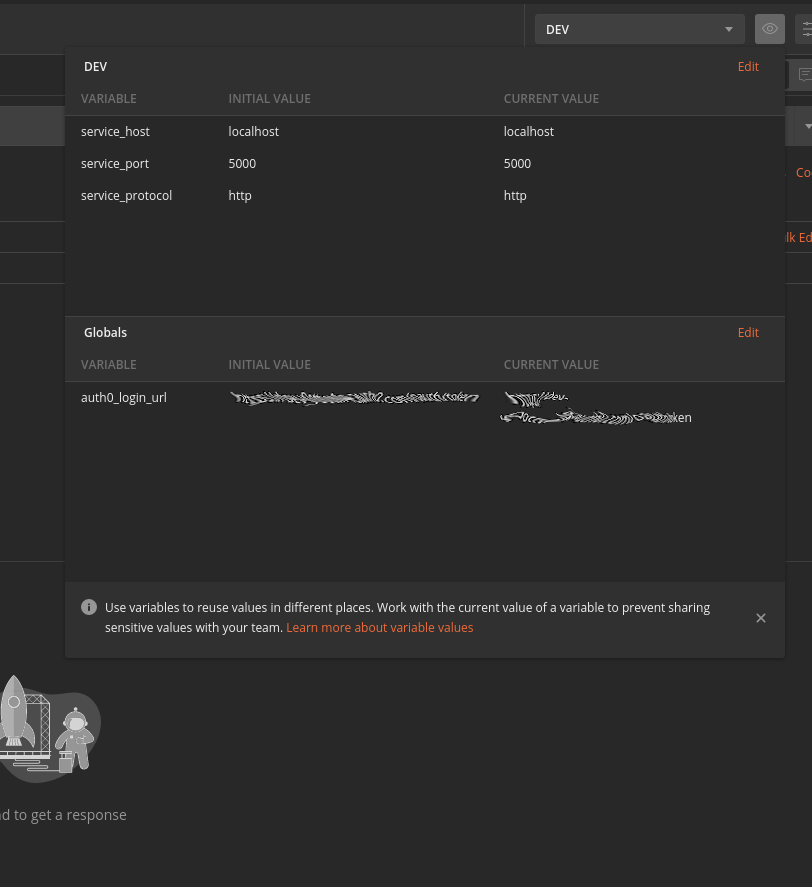 DEV
DEV Edit
VARIABLE INITIAL VALUE CURRENT VALUE
service_host localhost localhost
service_port 5000 5000
Co
service_protocol http http
lk Ed
Globals Edit
VARIABLE INITIAL VALUE CURRENT VALUE
auth0_login_url
Use variables to reuse values in different places. Work with the current value of a variable to prevent sharing
sensitive values with your team. Learn more about variable values
nd to get a response